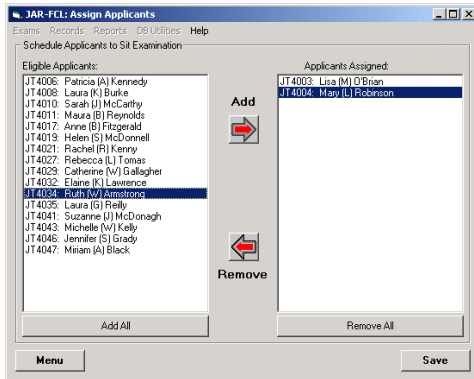 JAR-FCL: Assign Applicants
Exams Records Reports DB Utilities Help
Schedule Applicants to Sit Examination
Eligible Applicants:
JT4006: Patricia (A) Kennedy
JT4008: Laura (K) Burke
JT4010: Sarah (J) McCarthy
JT4011: Maura (B) Reynolds
JT4017: Anne (B) Fitzgerald
JT4019: Helen (S) McDonnell
JT4021: Rachel (R) Kenny
JT4027: Rebecca (L) Tomas
JT4029: Catherine (W) Gallagher
JT4032: Elaine (K) Lawrence
JT4034: Ruth (W) Armstrong
JT4035: Laura (G) Reilly
JT4041: Suzanne (J) McDonagh
JT4043: Michelle (W) Kelly
JT4046: Jennifer (S) Grady
JT4047: Miriam (A) Black
Add All
Add
Remove
Applicants Assigned:
JT4003: Lisa (M) O'Brian
JT4004: Mary (L) Robinson
Remove All
Menu
Save